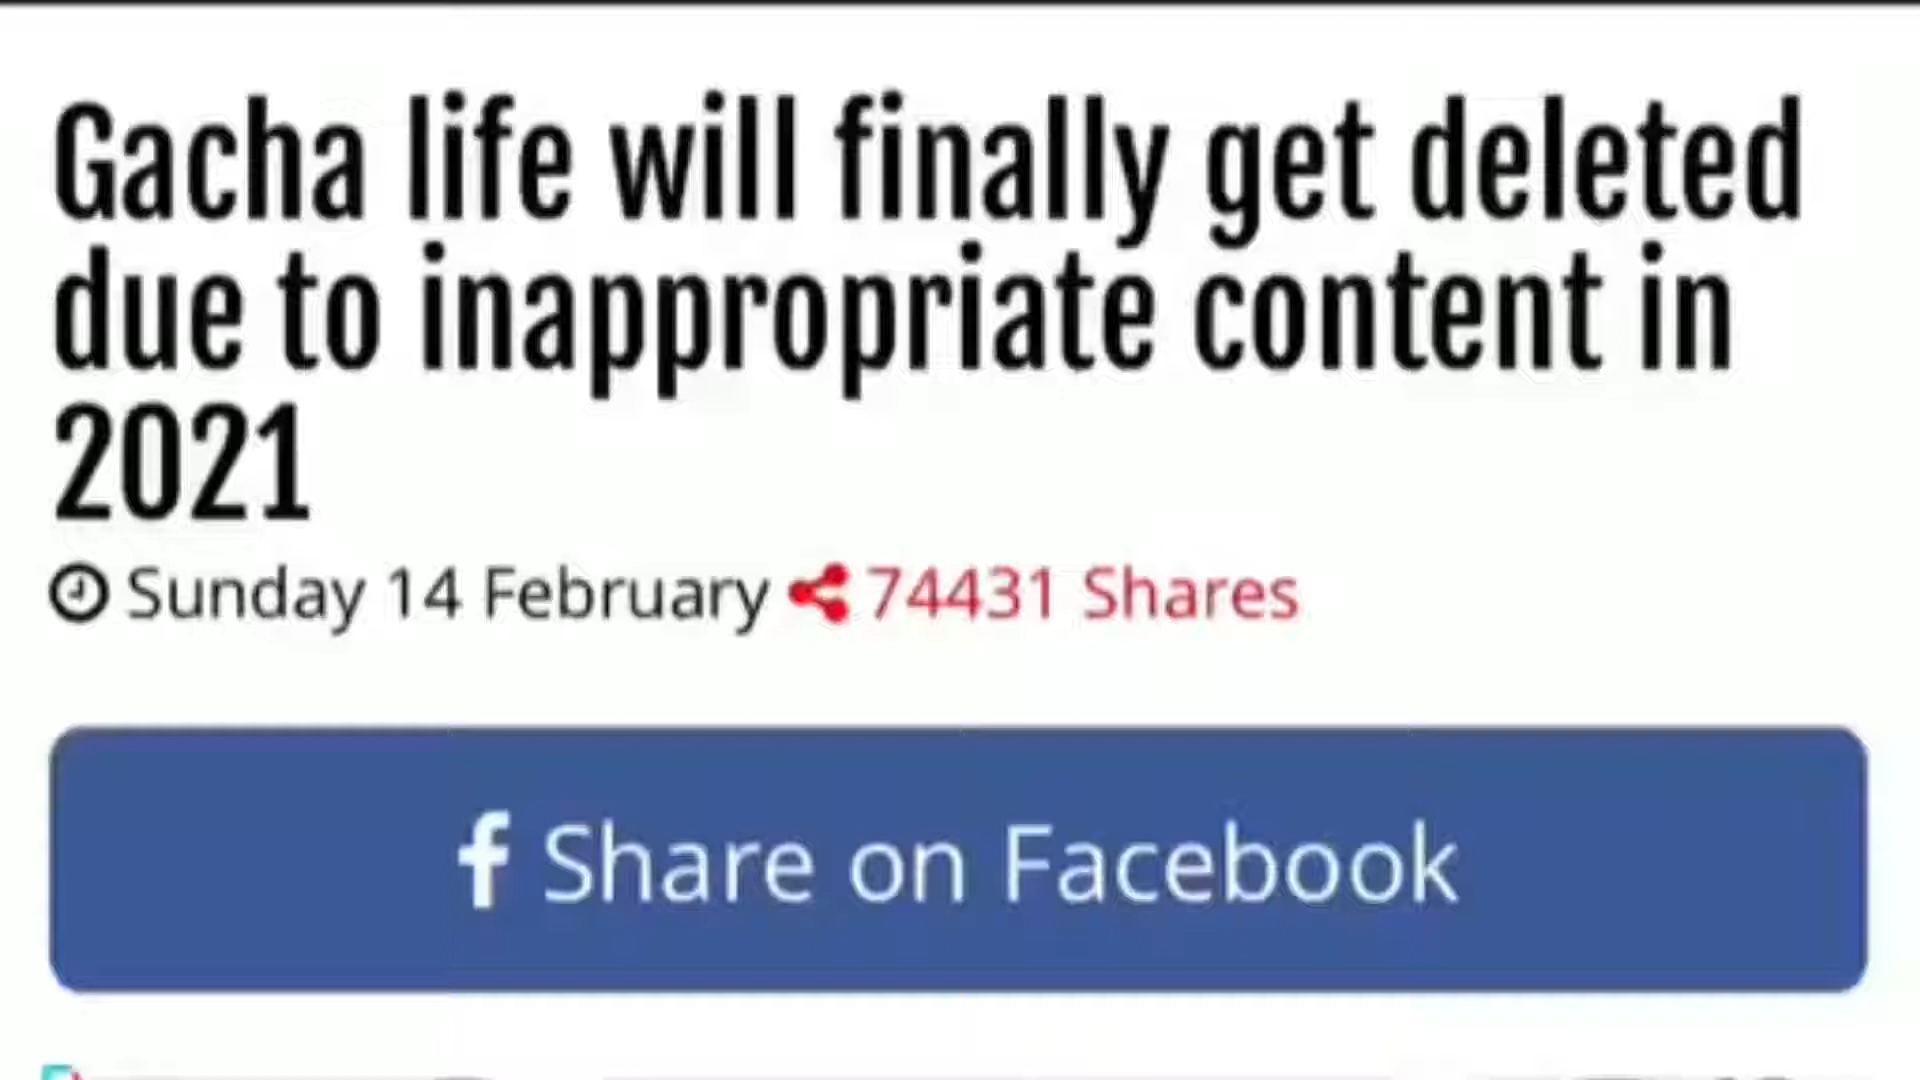 Gacha life will finally get deleted
due to inappropriate content in
2021
Sunday 14 February 74431 Shares
f Share on Facebook